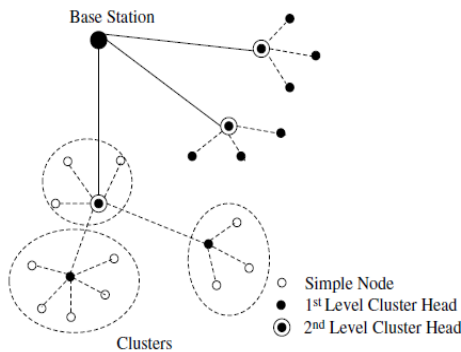 Base Station
Simple Node
1st Level Cluster Head
2nd Level Cluster Head
Clusters